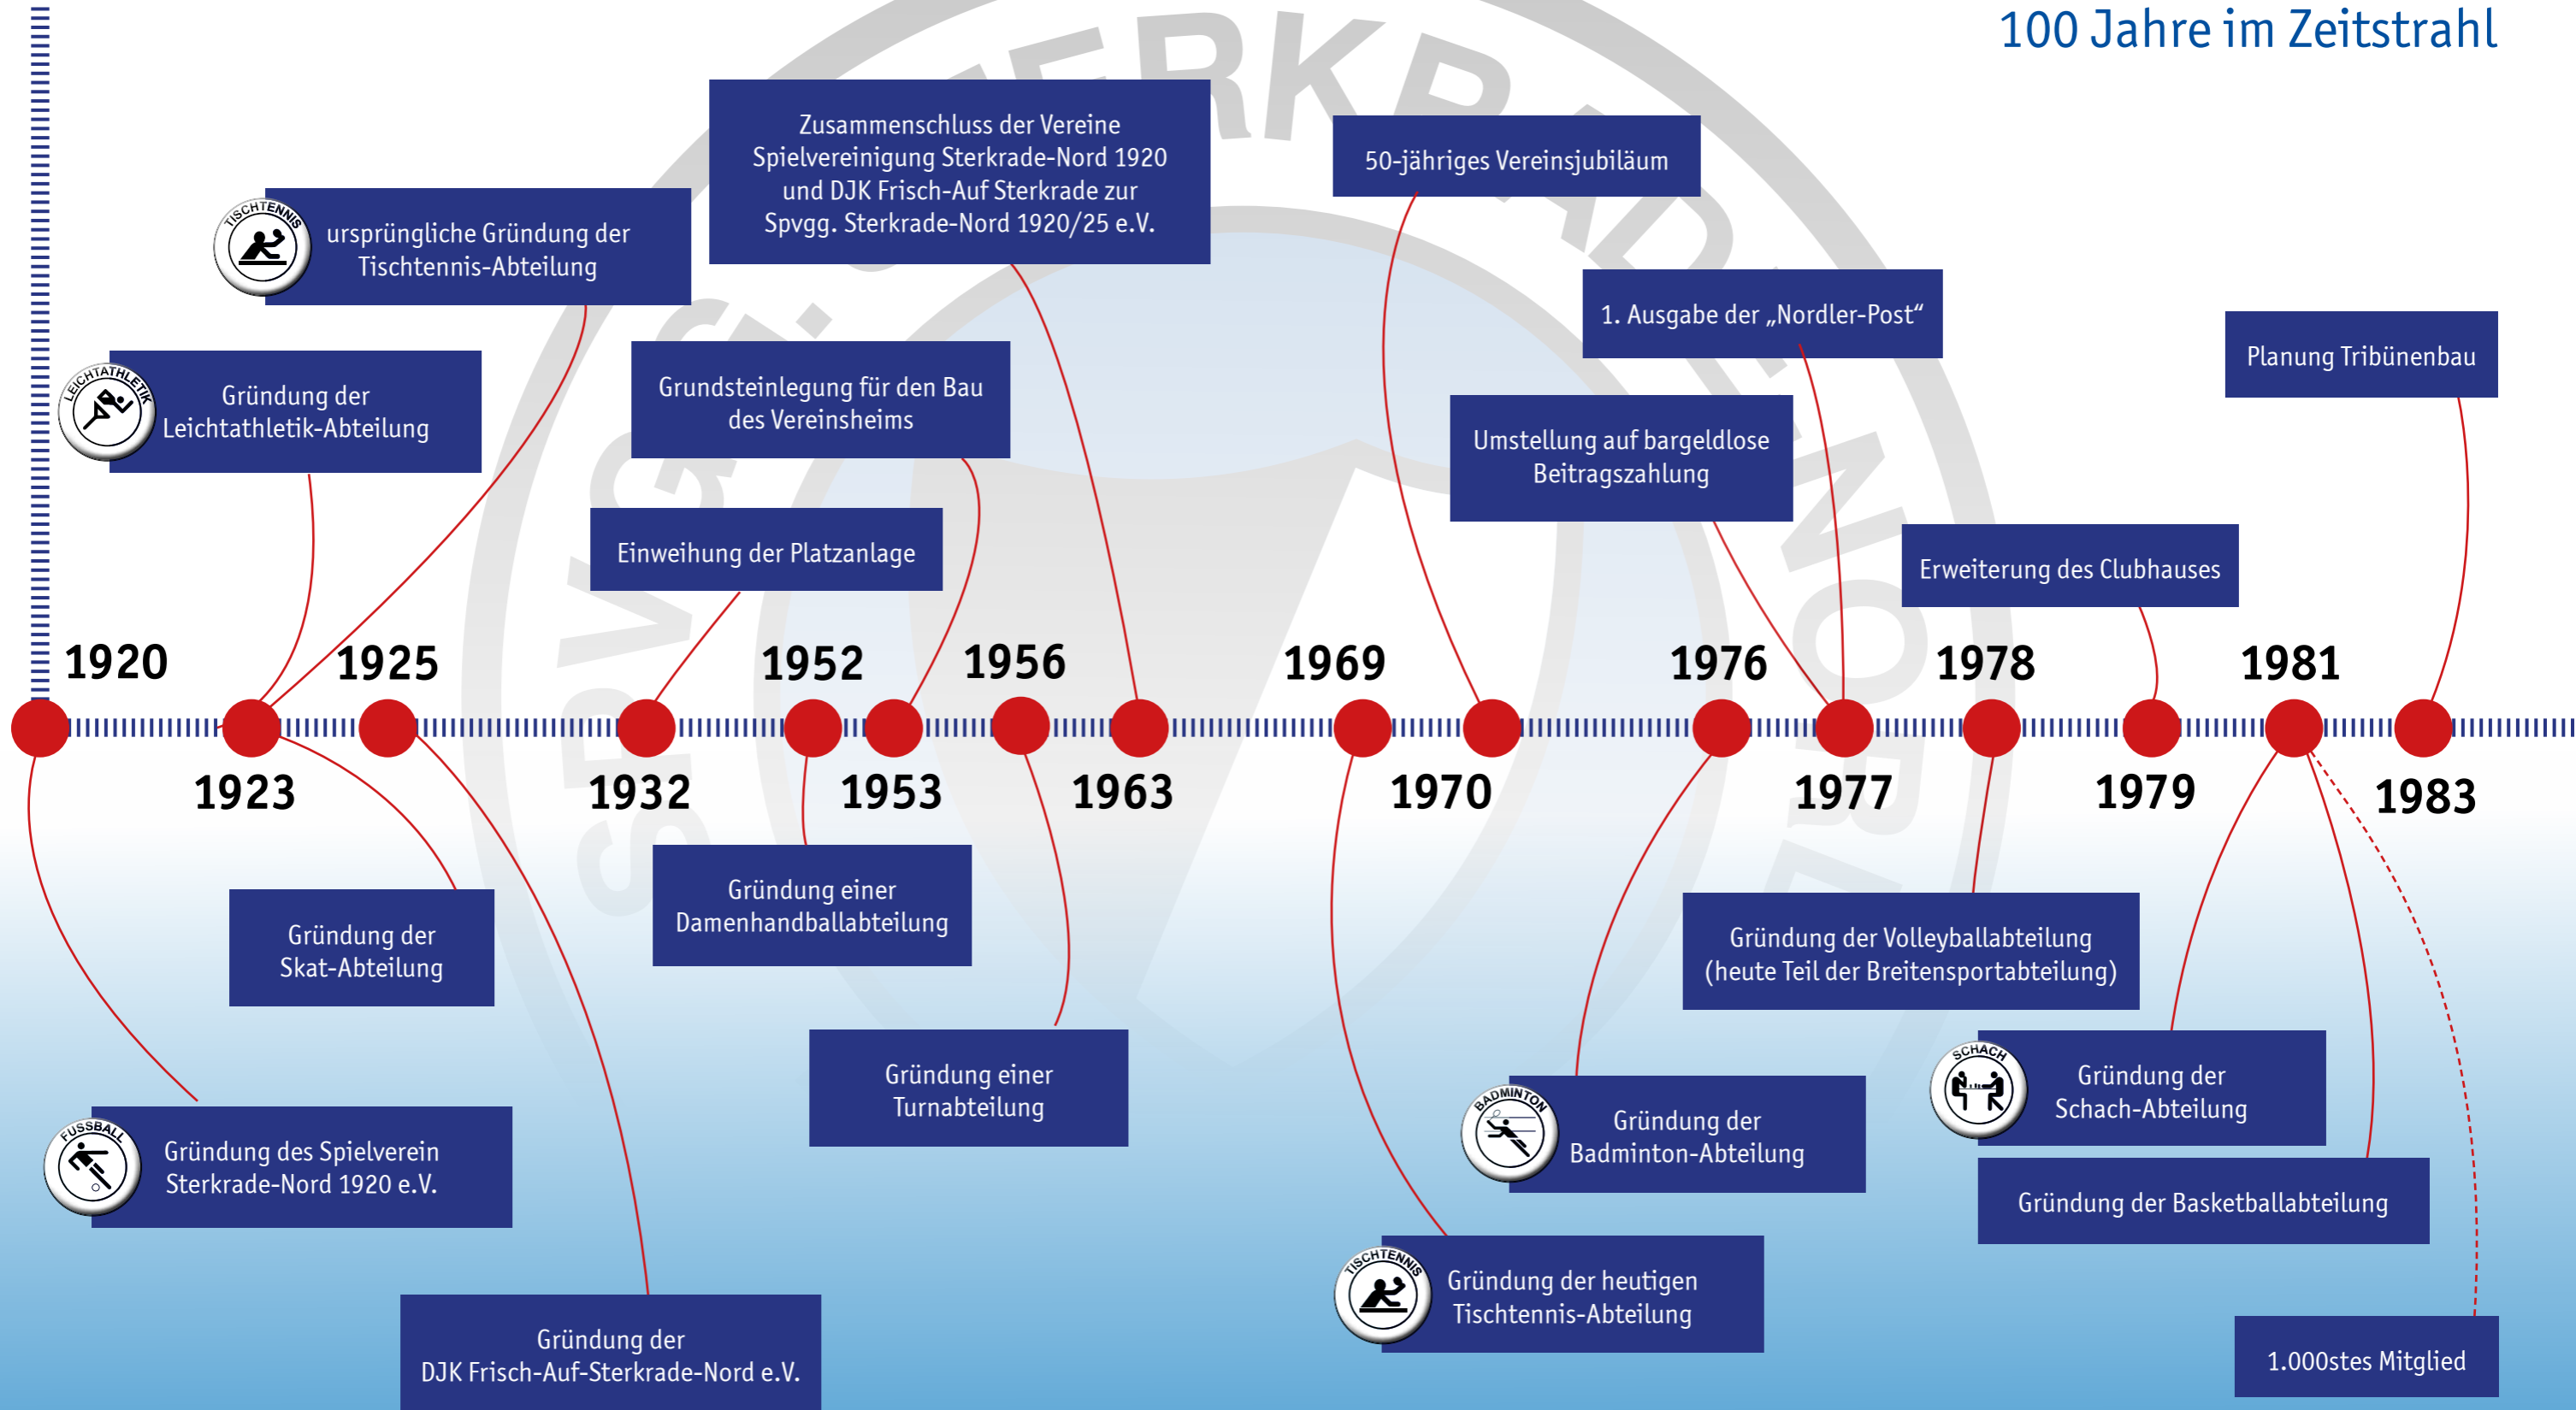 100 Jahre im Zeitstrahl
Zusammenschluss der Vereine
Spielvereinigung Sterkrade-Nord 1920
und DJK Frisch-Auf Sterkrade zur
Spvgg. Sterkrade-Nord 1920/25 e.V.
50-jähriges Vereinsjubiläum
TISCHTENNIS
ursprüngliche Gründung der
Tischtennis-Abteilung
1. Ausgabe der „Nordler-Post“
Planung Tribünenbau
LEICHTATHLETIK
Gründung der
Leichtathletik-Abteilung
Grundsteinlegung für den Bau
des Vereinsheims
Umstellung auf bargeldlose
Beitragszahlung
Einweihung der Platzanlage
Erweiterung des Clubhauses
1920
1925
1952
1956
1969
1976
1978
1981
1923
1932
1953
1963
1970
1977
1979
1983
Gründung der
Skat-Abteilung
Gründung einer
Damenhandballabteilung
Gründung der Volleyballabteilung
(heute Teil der Breitensportabteilung)
Gründung einer
Turnabteilung
SCHACH
Gründung der
Schach-Abteilung
BADMINTON
Gründung der
Badminton-Abteilung
FUSSBALL
Gründung des Spielverein
Sterkrade-Nord 1920 e.V.
Gründung der Basketballabteilung
TISCHTENNIS
Gründung der heutigen
Tischtennis-Abteilung
Gründung der
DJK Frisch-Auf-Sterkrade-Nord e.V.
1.000stes Mitglied